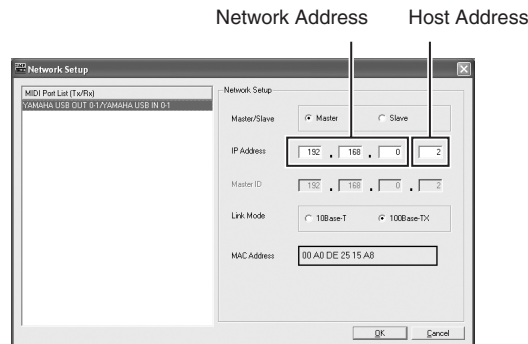 Network Address Host Address
Network Setup
MIDI Port List (Tx/Rx)
YAMAHA USB OUT 0-1/YAMAHA USB IN 0-1
Network Setup
Master/Slave Master Slave
IP Address 192 . 168 . 0 2
Master ID 192 . 168 . 0 . 2
Link Mode 10Base-T 100Base-TX
MAC Address 00 A0 DE 25 15 A8
OK Cancel